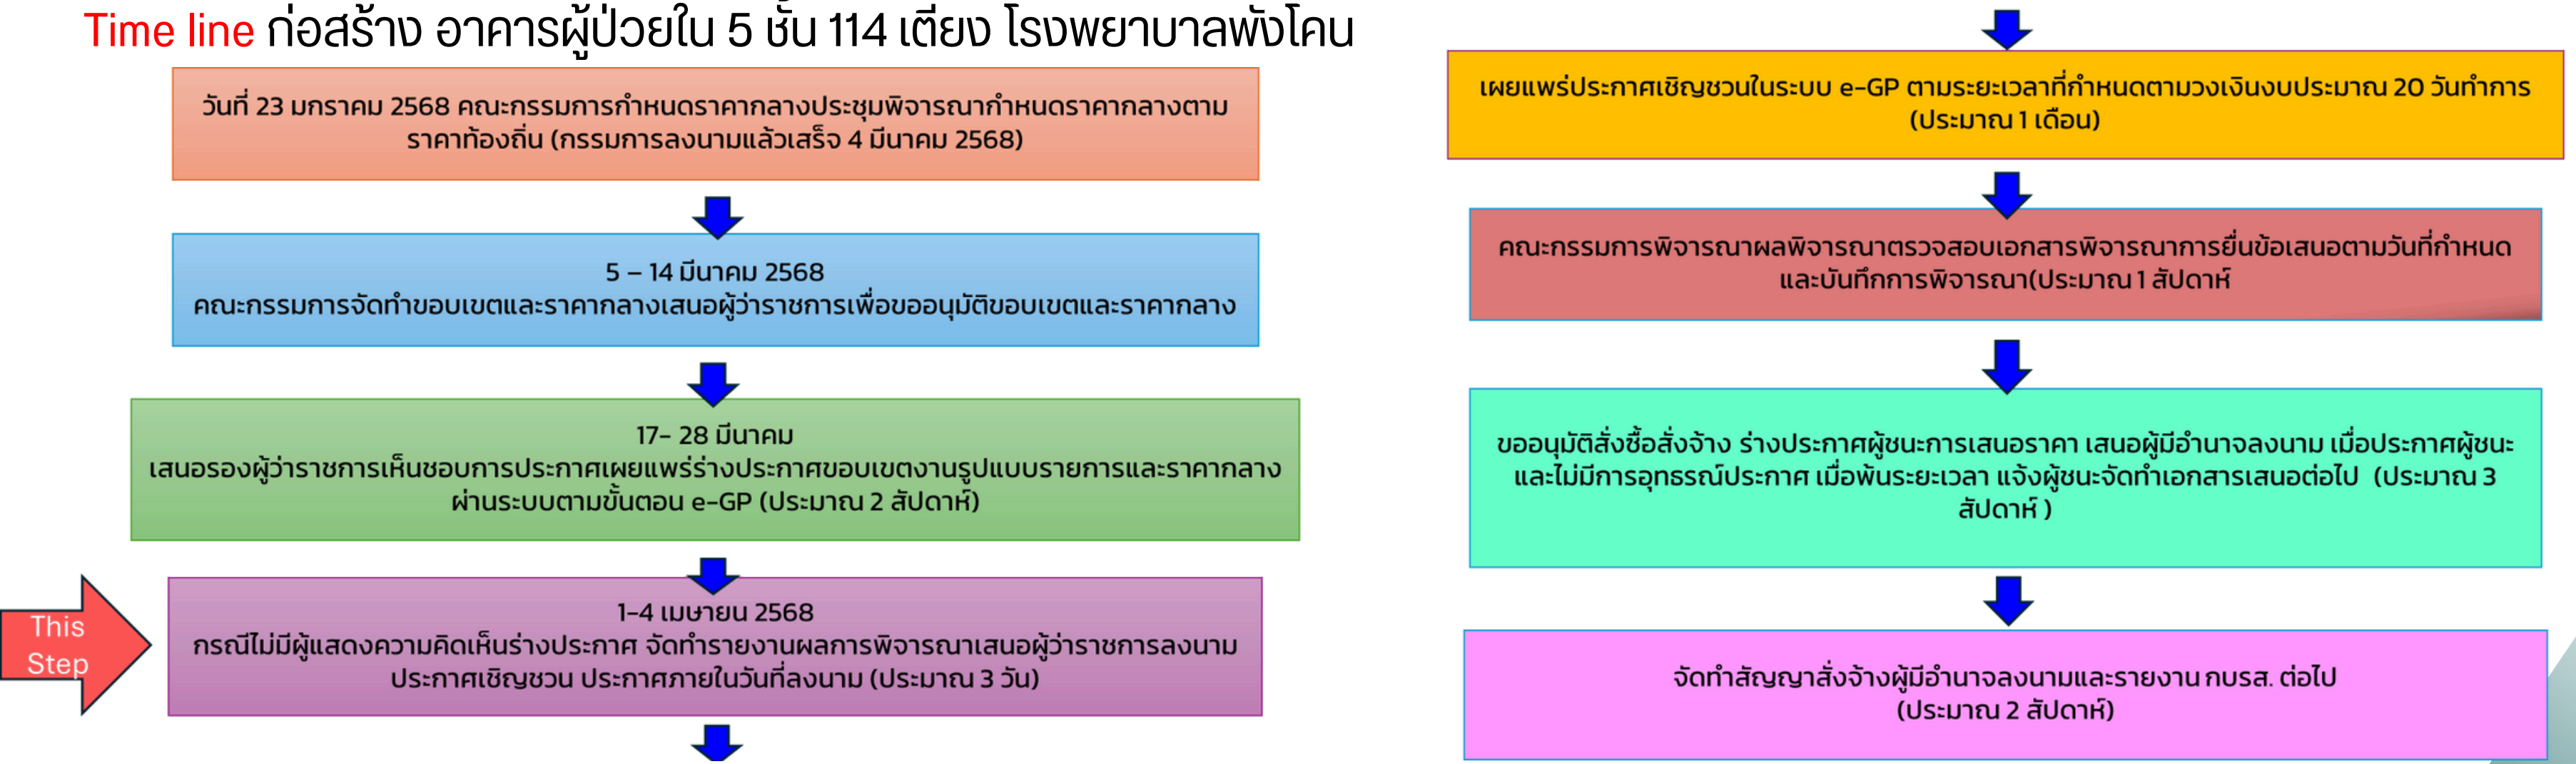 Time line ก่อสร้าง อาคารผู้ป่วยใน 5 ชั้น 114 เตียง โรงพยาบาลพังโคน
วันที่ 23 มกราคม 2568 คณะกรรมการกำหนดราคากลางประชุมพิจารณากำหนดราคากลางตาม
ราคาท้องถิ่น (กรรมการลงนามแล้วเสร็จ 4 มีนาคม 2568)
5 – 14 มีนาคม 2568
คณะกรรมการจัดทำขอบเขตและราคากลางเสนอผู้ว่าราชการเพื่อขออนุมัติขอบเขตและราคากลาง
17- 28 มีนาคม
เสนอรองผู้ว่าราชการเห็นชอบการประกาศเผยแพร่ร่างประกาศขอบเขตงานรูปแบบรายการและราคากลาง
ผ่านระบบตามขั้นตอน e-GP (ประมาณ 2 สัปดาห์)
This
Step
1-4 เมษายน 2568
กรณีไม่มีผู้แสดงความคิดเห็นร่างประกาศ จัดทำรายงานผลการพิจารณาเสนอผู้ว่าราชการลงนาม
ประกาศเชิญชวน ประกาศภายในวันที่ลงนาม (ประมาณ 3 วัน)
เผยแพร่ประกาศเชิญชวนในระบบ e-GP ตามระยะเวลาที่กำหนดตามวงเงินงบประมาณ 20 วันทำการ
(ประมาณ 1 เดือน)
คณะกรรมการพิจารณาผลพิจารณาตรวจสอบเอกสารพิจารณาการยื่นข้อเสนอตามวันที่กำหนด
และบันทึกการพิจารณา(ประมาณ 1 สัปดาห์
ขออนุมัติสั่งซื้อสั่งจ้าง ร่างประกาศผู้ชนะการเสนอราคา เสนอผู้มีอำนาจลงนาม เมื่อประกาศผู้ชนะ
และไม่มีการอุทธรณ์ประกาศ เมื่อพ้นระยะเวลา แจ้งผู้ชนะจัดทำเอกสารเสนอต่อไป (ประมาณ 3
สัปดาห์ )
จัดทำสัญญาสั่งจ้างผู้มีอำนาจลงนามและรายงาน กบรส. ต่อไป
(ประมาณ 2 สัปดาห์)